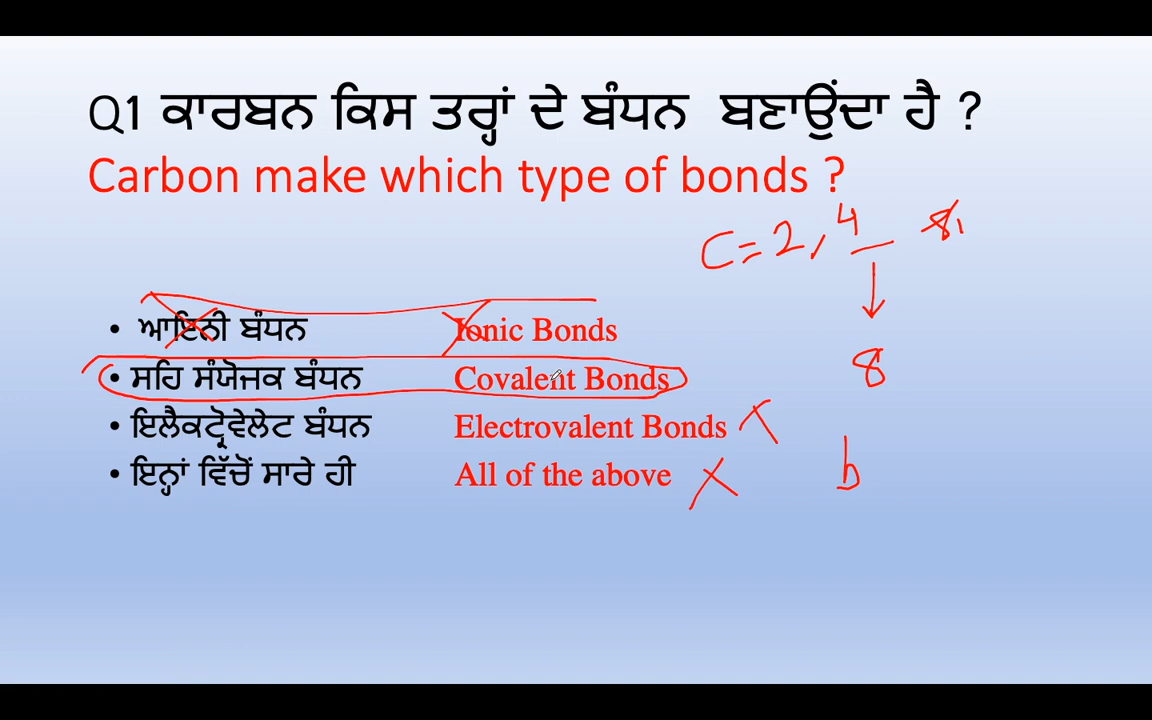 Q1 ਕਾਰਬਨ ਕਿਸ ਤਰ੍ਹਾਂ ਦੇ ਬੰਧਨ ਬਣਾਉਂਦਾ ਹੈ ?
Carbon make which type of bonds ?
C = 2, 4 8
• ਆਇਨੀ ਬੰਧਨ Ionic Bonds
8
• ਸਹਿ ਸੰਯੋਜਕ ਬੰਧਨ Covalent Bonds
• ਇਲੈਕਟ੍ਰੋਵੇਲੇਟ ਬੰਧਨ Electrovalent Bonds
• ਇਨ੍ਹਾਂ ਵਿੱਚੋਂ ਸਾਰੇ ਹੀ All of the above
b